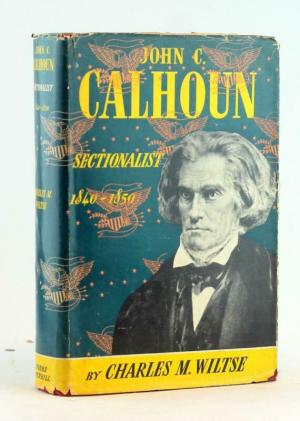 JOHN C.
CALHOUN
SECTIONALIST
1840-1850
BY CHARLES M. WILTSE
JOHN C.
CALHOUN
SECTIONALIST
1840-1850
CHARLES M.
WILTSE